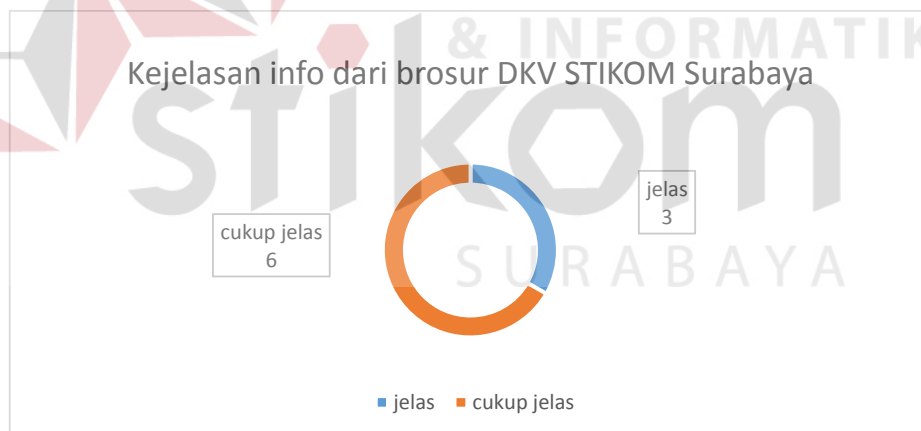 & INFORMATIK
Kejelasan info dari brosur DKV STIKOM Surabaya
stikom
jelas
3
cukup jelas
6
SURABAYA
jelas cukup jelas